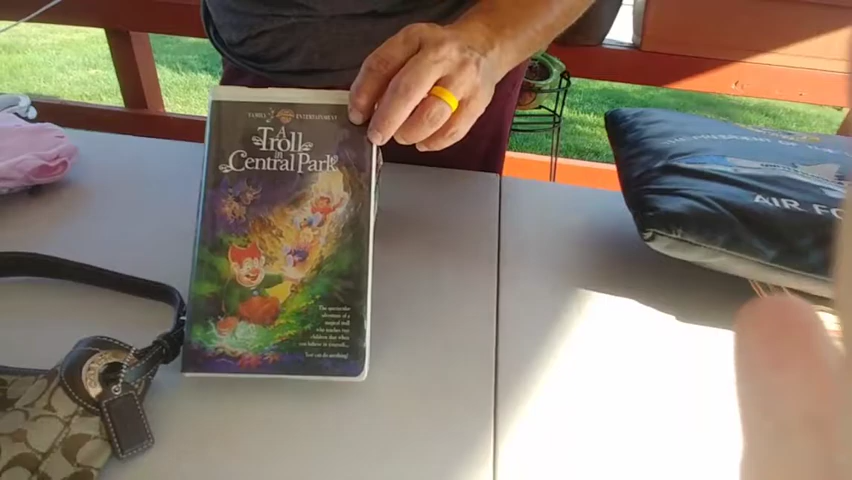 FAMILY ENTERTAINMENT
A
Troll
in
Central Park
The spectacular
adventure of a
magical troll
who teaches two
children that when
you believe in yourself...
you can do anything!
AIR FO